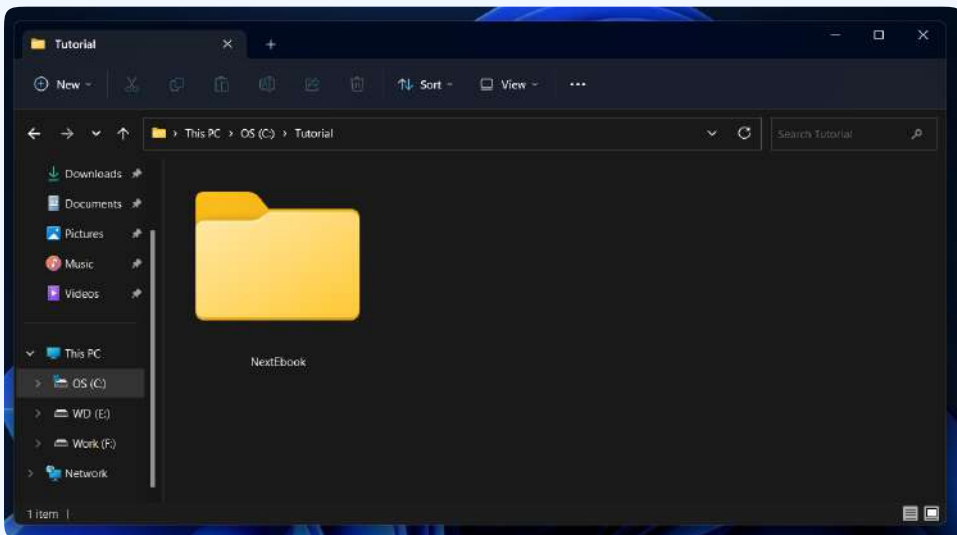 Tutorial
New
Sort
View
This PC > OS (C:) > Tutorial
Search Tutorial
Downloads
Documents
Pictures
Music
Videos
This PC
OS (C:)
WD (E:)
Work (F:)
Network
NextEbook
1 item